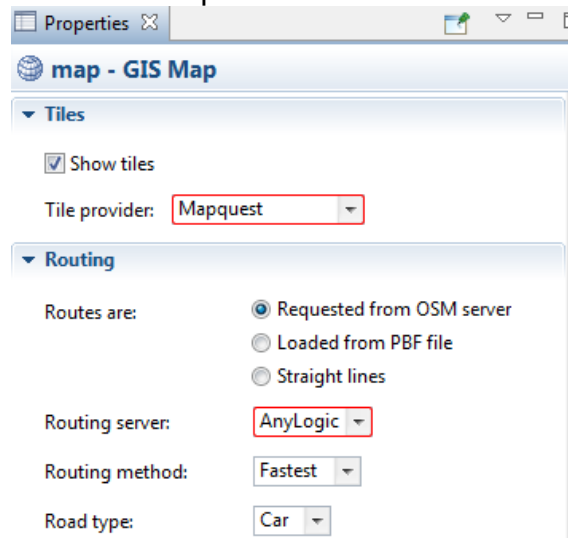 Properties
map - GIS Map
Tiles
Show tiles
Tile provider: Mapquest
Routing
Routes are: Requested from OSM server
Loaded from PBF file
Straight lines
Routing server: AnyLogic
Routing method: Fastest
Road type: Car